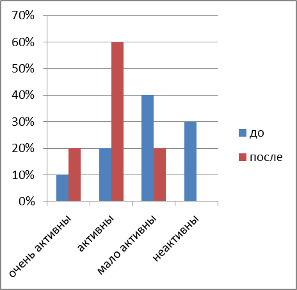 70%
60%
50%
40%
30%
20%
10%
0%
очень активны
активны
мало активны
неактивны
до
после